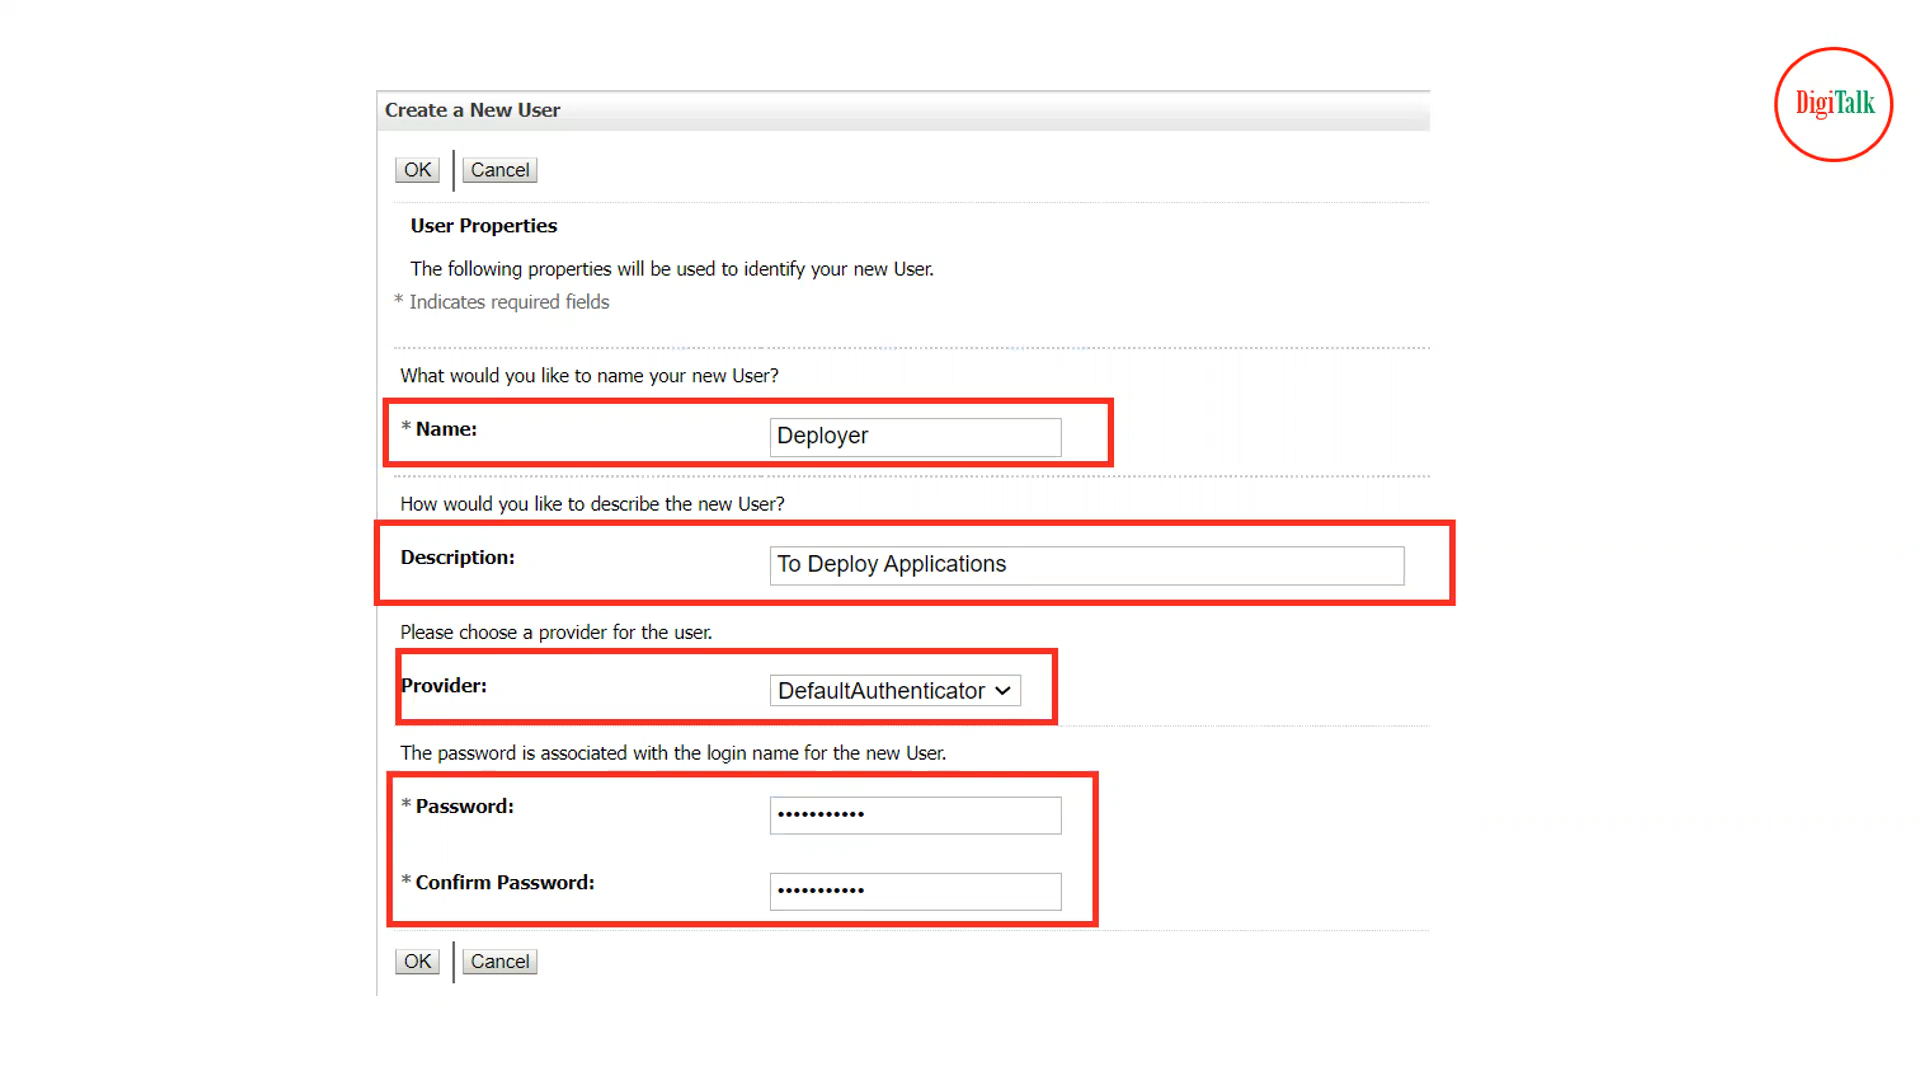 DigiTalk
Create a New User
OK Cancel
User Properties
The following properties will be used to identify your new User.
* Indicates required fields
What would you like to name your new User?
* Name: Deployer
How would you like to describe the new User?
Description: To Deploy Applications
Please choose a provider for the user.
Provider: DefaultAuthenticator
The password is associated with the login name for the new User.
* Password: •••••••••••
* Confirm Password: •••••••••••
OK Cancel